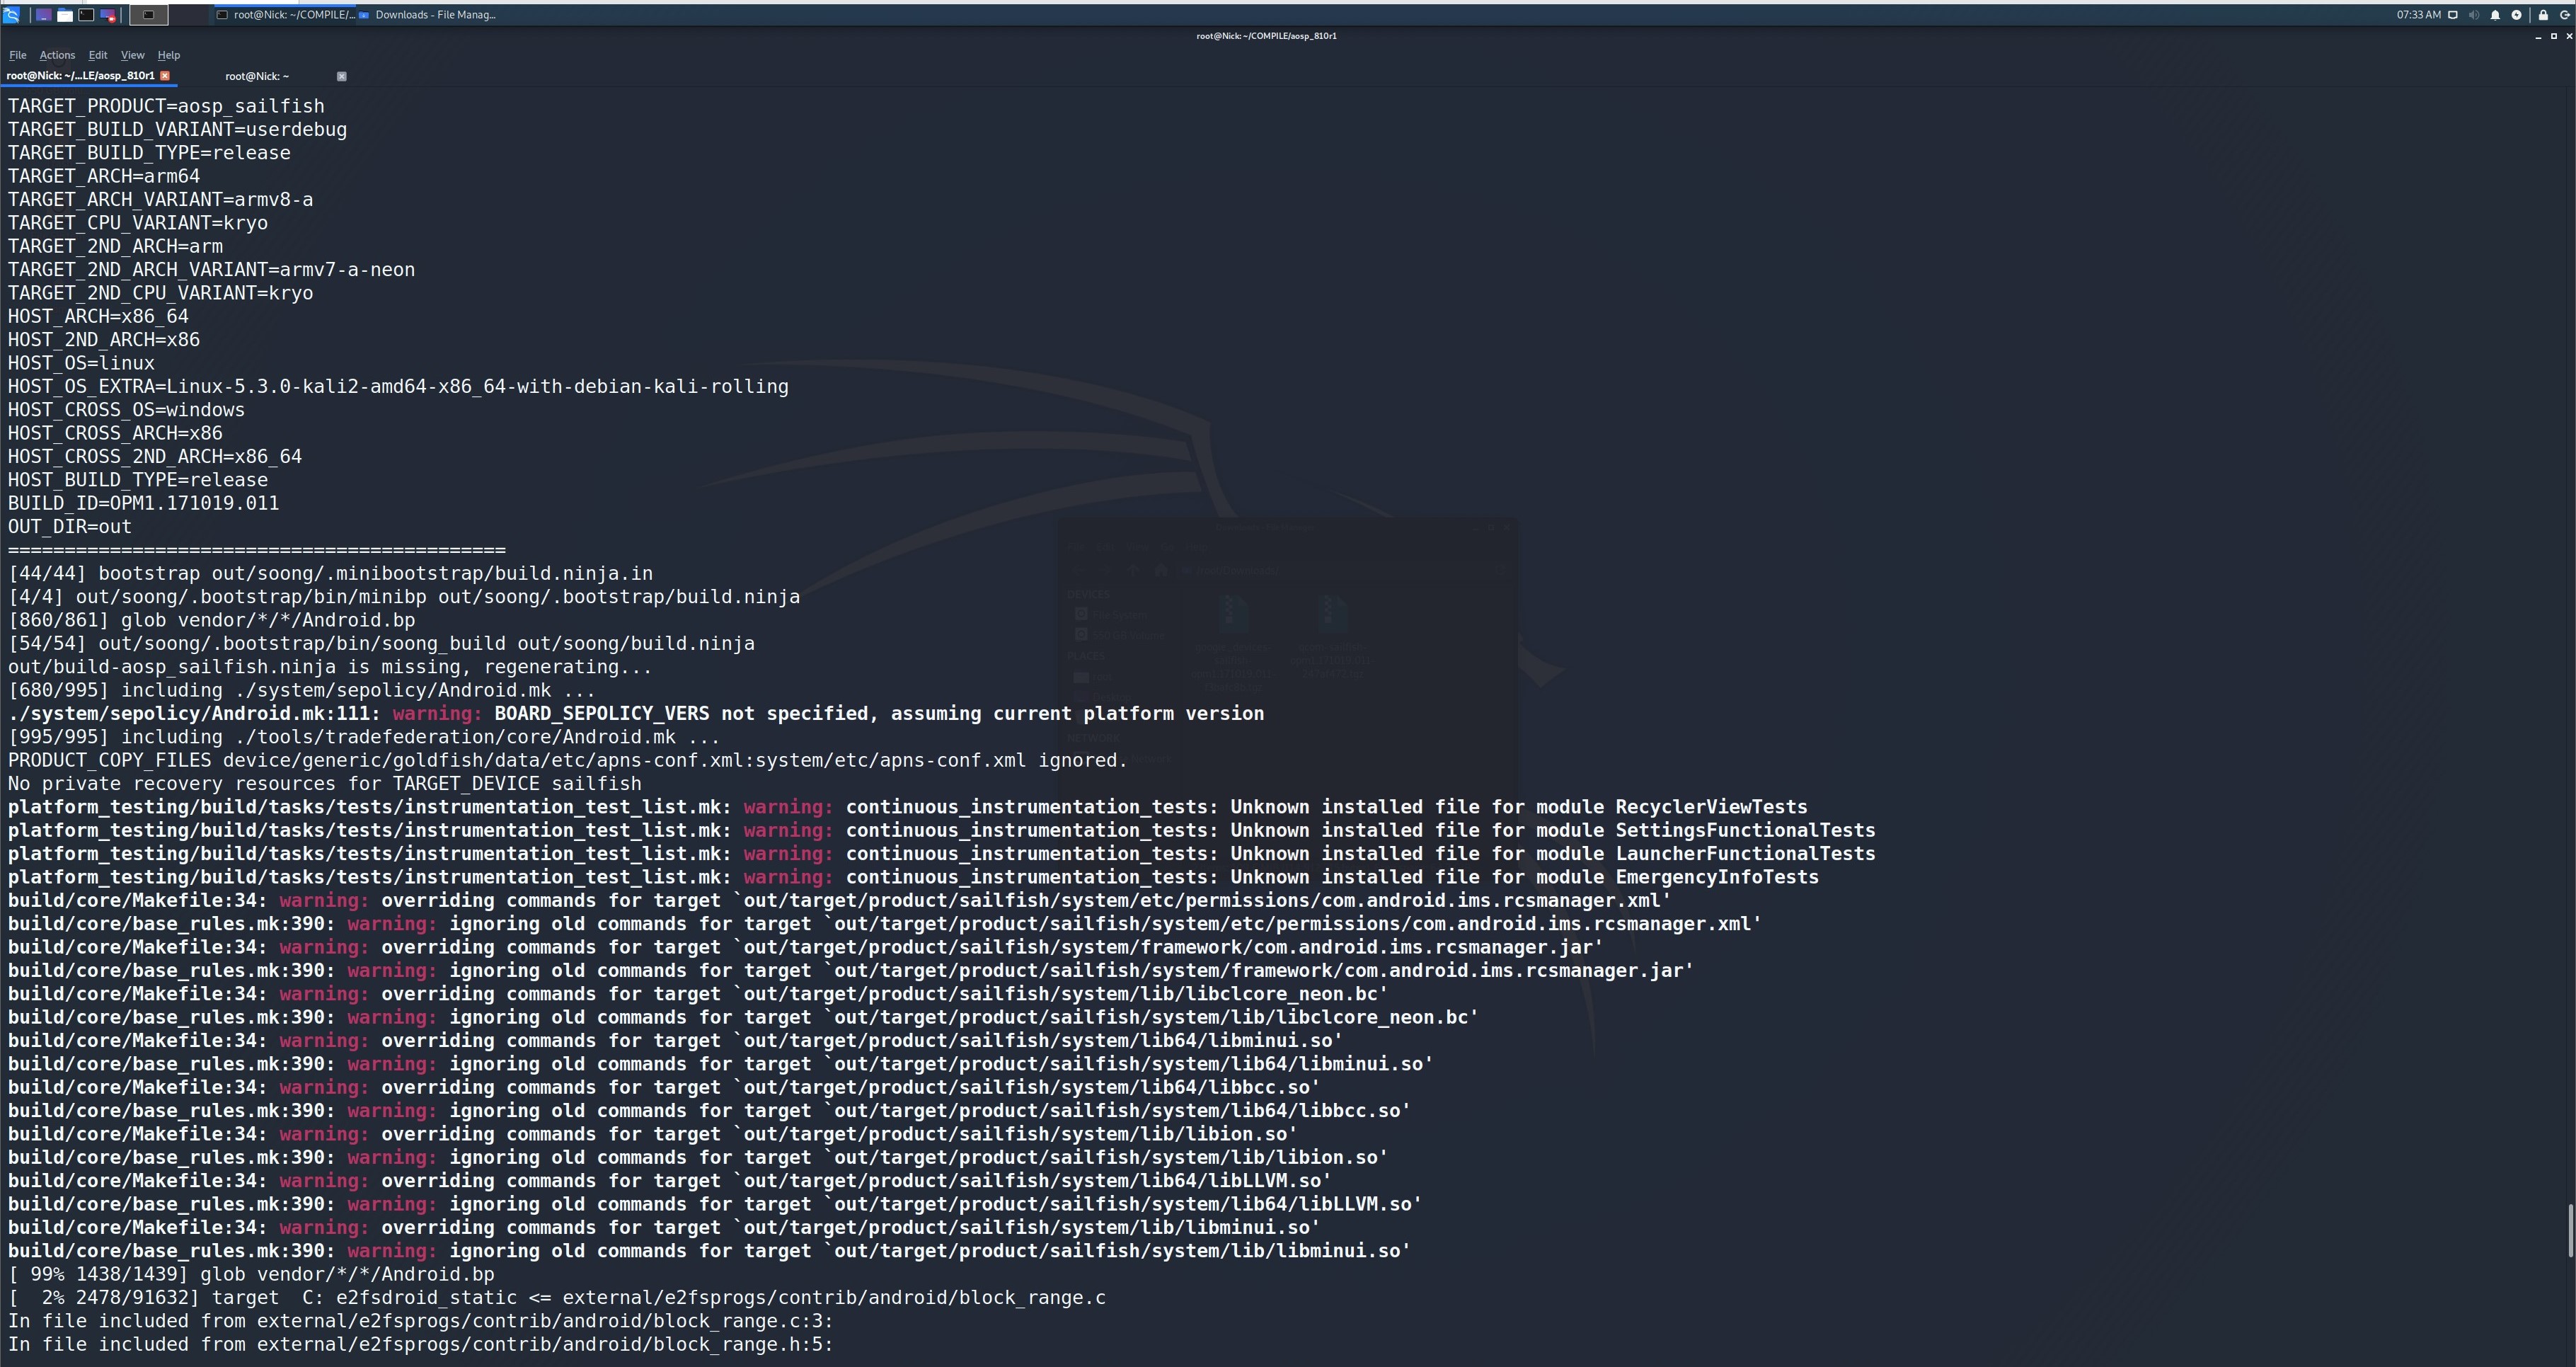 root@Nick: ~/COMPILE/... Downloads - File Manag... 07:33 AM
root@Nick: ~/COMPILE/aosp_810r1
File Actions Edit View Help
root@Nick: ~/...LE/aosp_810r1 root@Nick: ~
TARGET_PRODUCT=aosp_sailfish
TARGET_BUILD_VARIANT=userdebug
TARGET_BUILD_TYPE=release
TARGET_ARCH=arm64
TARGET_ARCH_VARIANT=armv8-a
TARGET_CPU_VARIANT=kryo
TARGET_2ND_ARCH=arm
TARGET_2ND_ARCH_VARIANT=armv7-a-neon
TARGET_2ND_CPU_VARIANT=kryo
HOST_ARCH=x86_64
HOST_2ND_ARCH=x86
HOST_OS=linux
HOST_OS_EXTRA=Linux-5.3.0-kali2-amd64-x86_64-with-debian-kali-rolling
HOST_CROSS_OS=windows
HOST_CROSS_ARCH=x86
HOST_CROSS_2ND_ARCH=x86_64
HOST_BUILD_TYPE=release
BUILD_ID=OPM1.171019.011
OUT_DIR=out
============================================
[44/44] bootstrap out/soong/.minibootstrap/build.ninja.in
[4/4] out/soong/.bootstrap/bin/minibp out/soong/.bootstrap/build.ninja
[860/861] glob vendor/*/*/Android.bp
[54/54] out/soong/.bootstrap/bin/soong_build out/soong/build.ninja
out/build-aosp_sailfish.ninja is missing, regenerating...
[680/995] including ./system/sepolicy/Android.mk ...
./system/sepolicy/Android.mk:111: warning: BOARD_SEPOLICY_VERS not specified, assuming current platform version
[995/995] including ./tools/tradefederation/core/Android.mk ...
PRODUCT_COPY_FILES device/generic/goldfish/data/etc/apns-conf.xml:system/etc/apns-conf.xml ignored.
No private recovery resources for TARGET_DEVICE sailfish
platform_testing/build/tasks/tests/instrumentation_test_list.mk: warning: continuous_instrumentation_tests: Unknown installed file for module RecyclerViewTests
platform_testing/build/tasks/tests/instrumentation_test_list.mk: warning: continuous_instrumentation_tests: Unknown installed file for module SettingsFunctionalTests
platform_testing/build/tasks/tests/instrumentation_test_list.mk: warning: continuous_instrumentation_tests: Unknown installed file for module LauncherFunctionalTests
platform_testing/build/tasks/tests/instrumentation_test_list.mk: warning: continuous_instrumentation_tests: Unknown installed file for module EmergencyInfoTests
build/core/Makefile:34: warning: overriding commands for target `out/target/product/sailfish/system/etc/permissions/com.android.ims.rcsmanager.xml'
build/core/base_rules.mk:390: warning: ignoring old commands for target `out/target/product/sailfish/system/etc/permissions/com.android.ims.rcsmanager.xml'
build/core/Makefile:34: warning: overriding commands for target `out/target/product/sailfish/system/framework/com.android.ims.rcsmanager.jar'
build/core/base_rules.mk:390: warning: ignoring old commands for target `out/target/product/sailfish/system/framework/com.android.ims.rcsmanager.jar'
build/core/Makefile:34: warning: overriding commands for target `out/target/product/sailfish/system/lib/libclcore_neon.bc'
build/core/base_rules.mk:390: warning: ignoring old commands for target `out/target/product/sailfish/system/lib/libclcore_neon.bc'
build/core/Makefile:34: warning: overriding commands for target `out/target/product/sailfish/system/lib64/libminui.so'
build/core/base_rules.mk:390: warning: ignoring old commands for target `out/target/product/sailfish/system/lib64/libminui.so'
build/core/Makefile:34: warning: overriding commands for target `out/target/product/sailfish/system/lib64/libbcc.so'
build/core/base_rules.mk:390: warning: ignoring old commands for target `out/target/product/sailfish/system/lib64/libbcc.so'
build/core/Makefile:34: warning: overriding commands for target `out/target/product/sailfish/system/lib/libion.so'
build/core/base_rules.mk:390: warning: ignoring old commands for target `out/target/product/sailfish/system/lib/libion.so'
build/core/Makefile:34: warning: overriding commands for target `out/target/product/sailfish/system/lib64/libLLVM.so'
build/core/base_rules.mk:390: warning: ignoring old commands for target `out/target/product/sailfish/system/lib64/libLLVM.so'
build/core/Makefile:34: warning: overriding commands for target `out/target/product/sailfish/system/lib/libminui.so'
build/core/base_rules.mk:390: warning: ignoring old commands for target `out/target/product/sailfish/system/lib/libminui.so'
[ 99% 1438/1439] glob vendor/*/*/Android.bp
[  2% 2478/91632] target  C: e2fsdroid_static <= external/e2fsprogs/contrib/android/block_range.c
In file included from external/e2fsprogs/contrib/android/block_range.c:3:
In file included from external/e2fsprogs/contrib/android/block_range.h:5:
DEVICES
PLACES
NETWORK